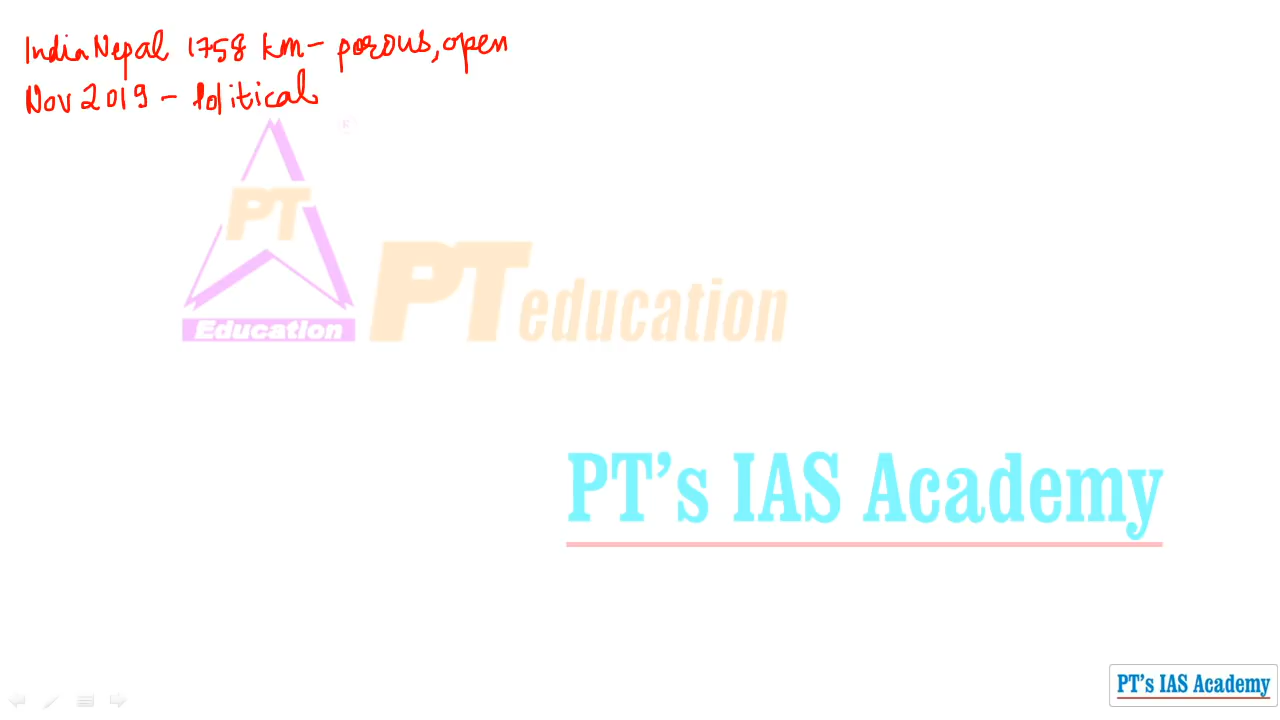 India Nepal 1758 km - porous, open
Nov 2019 - Political
R
PT
PT education
Education
PT's IAS Academy
PT's IAS Academy